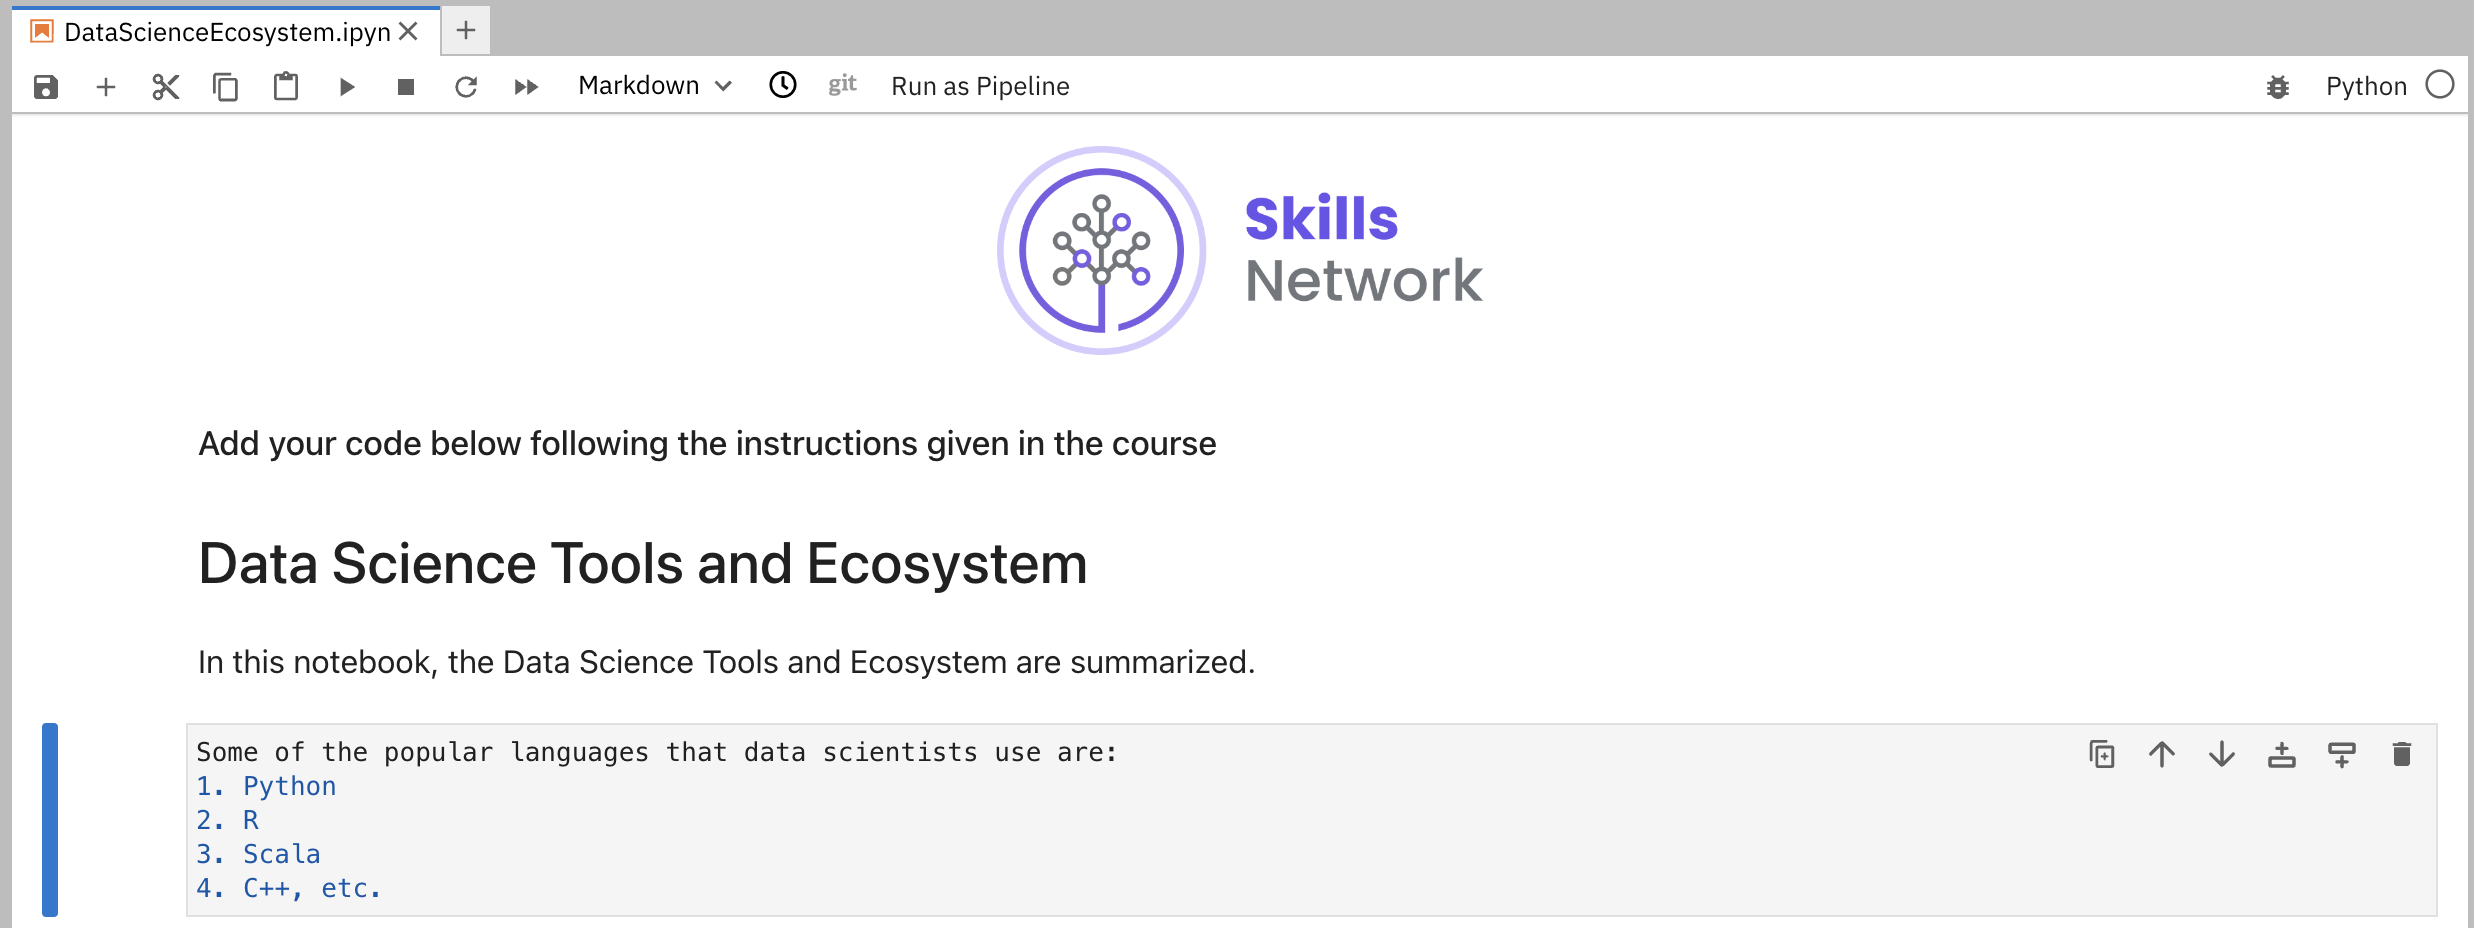 DataScienceEcosystem.ipyn
Markdown git Run as Pipeline Python
Skills
Network
Add your code below following the instructions given in the course
Data Science Tools and Ecosystem
In this notebook, the Data Science Tools and Ecosystem are summarized.
Some of the popular languages that data scientists use are:
1. Python
2. R
3. Scala
4. C++, etc.